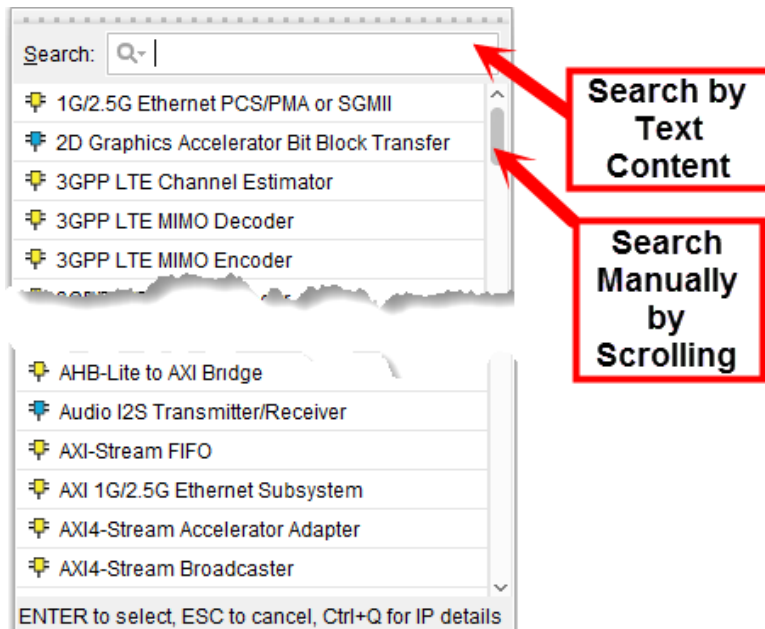 Search:
1G/2.5G Ethernet PCS/PMA or SGMII
2D Graphics Accelerator Bit Block Transfer
3GPP LTE Channel Estimator
3GPP LTE MIMO Decoder
3GPP LTE MIMO Encoder
AHB-Lite to AXI Bridge
Audio I2S Transmitter/Receiver
AXI-Stream FIFO
AXI 1G/2.5G Ethernet Subsystem
AXI4-Stream Accelerator Adapter
AXI4-Stream Broadcaster
ENTER to select, ESC to cancel, Ctrl+Q for IP details
Search by
Text
Content
Search
Manually
by
Scrolling